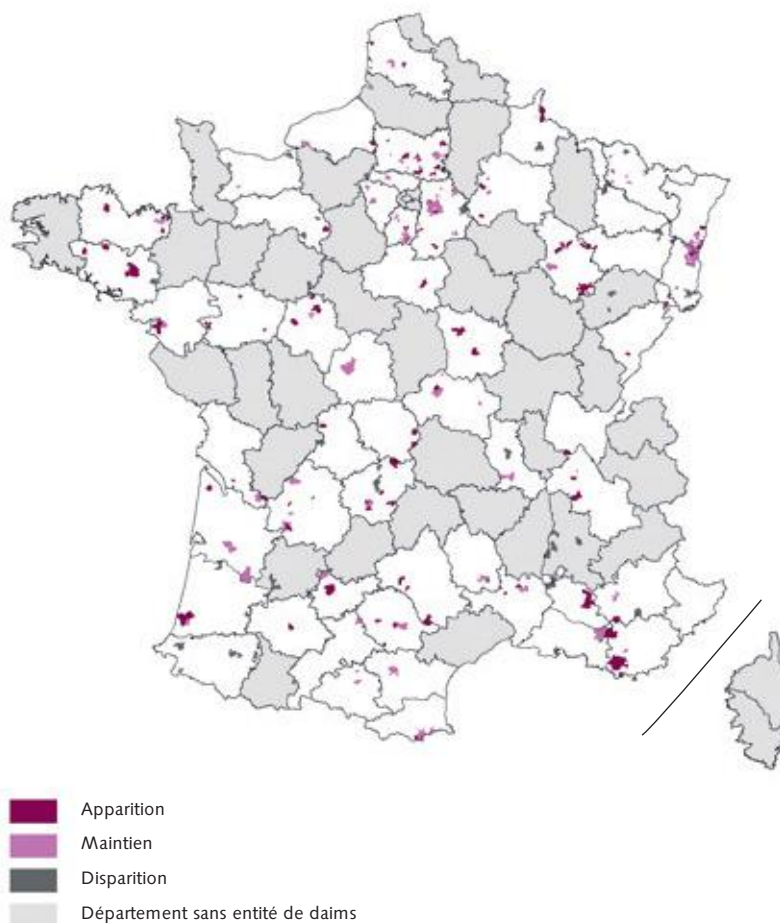 Apparition
Maintien
Disparition
Département sans entité de daims